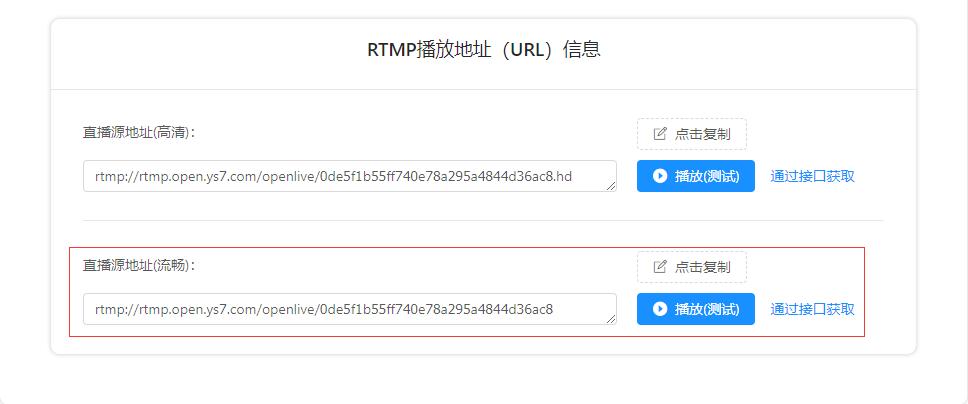 RTMP播放地址（URL）信息
直播源地址(高清)：
点击复制
rtmp://rtmp.open.ys7.com/openlive/0de5f1b55ff740e78a295a4844d36ac8.hd
播放(测试)
通过接口获取
直播源地址(流畅)：
点击复制
rtmp://rtmp.open.ys7.com/openlive/0de5f1b55ff740e78a295a4844d36ac8
播放(测试)
通过接口获取